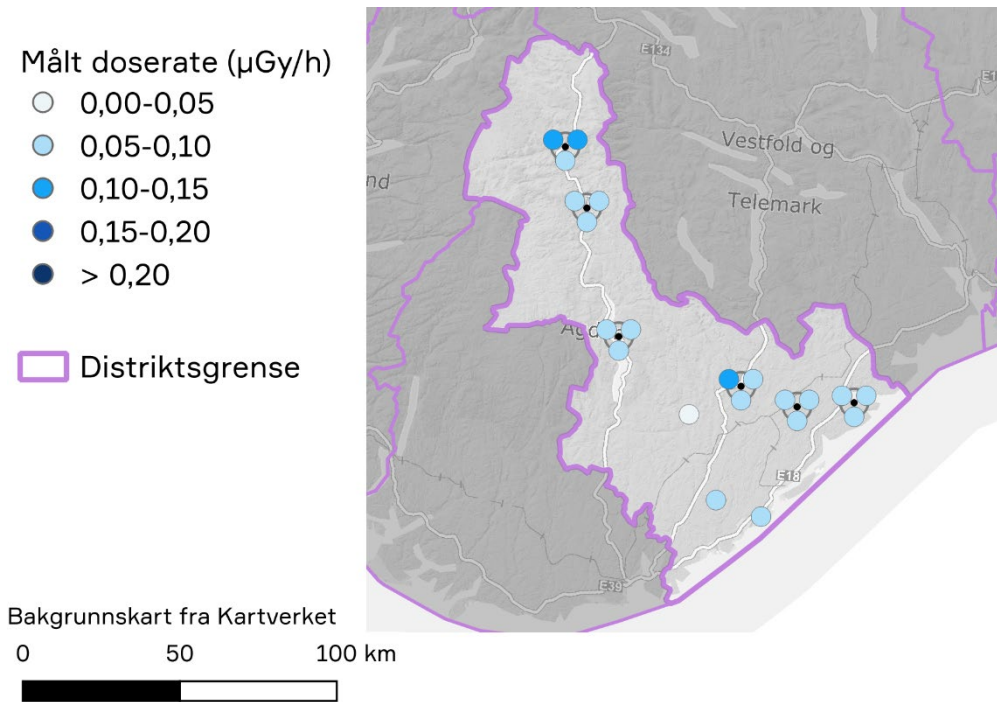 Målt doserate (µGy/h)
0,00-0,05
0,05-0,10
0,10-0,15
0,15-0,20
> 0,20
Distriktsgrense
Bakgrunnskart fra Kartverket
0 50 100 km
E134
Vestfold og
Telemark
E18
E39